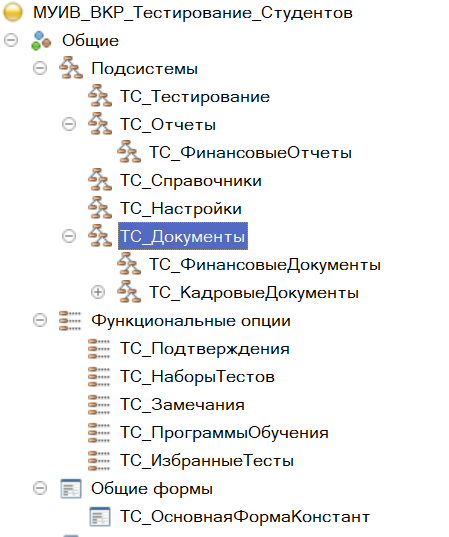 МУИВ_ВКР_Тестирование_Студентов
Общие
Подсистемы
ТС_Тестирование
ТС_Отчеты
ТС_ФинансовыеОтчеты
ТС_Справочники
ТС_Настройки
ТС_Документы
ТС_ФинансовыеДокументы
ТС_КадровыеДокументы
Функциональные опции
ТС_Подтверждения
ТС_НаборыТестов
ТС_Замечания
ТС_ПрограммыОбучения
ТС_ИзбранныеТесты
Общие формы
ТС_ОсновнаяФормаКонстант